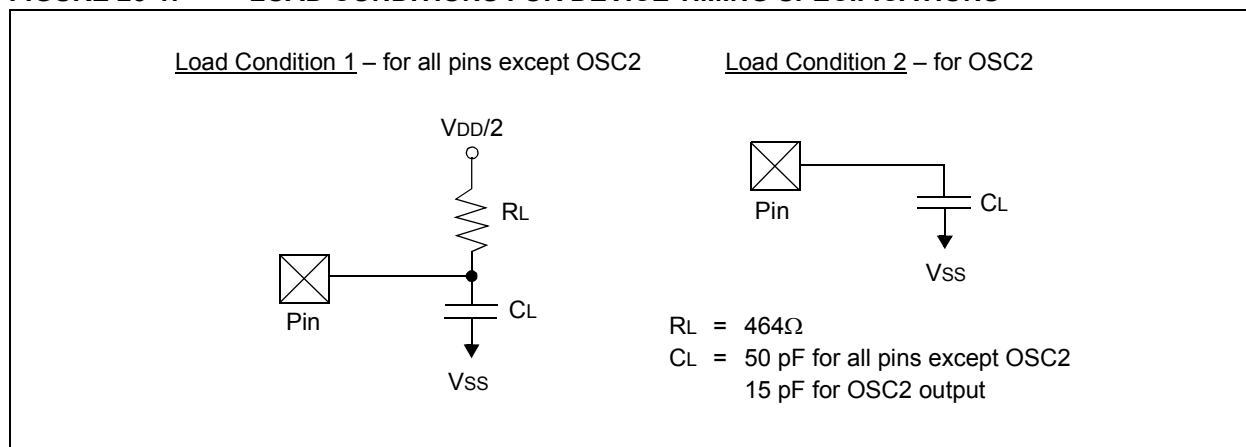 Load Condition 1 – for all pins except OSC2
Load Condition 2 – for OSC2
VDD/2
RL
Pin
CL
VSS
Pin
CL
VSS
RL = 464Ω
CL = 50 pF for all pins except OSC2
15 pF for OSC2 output